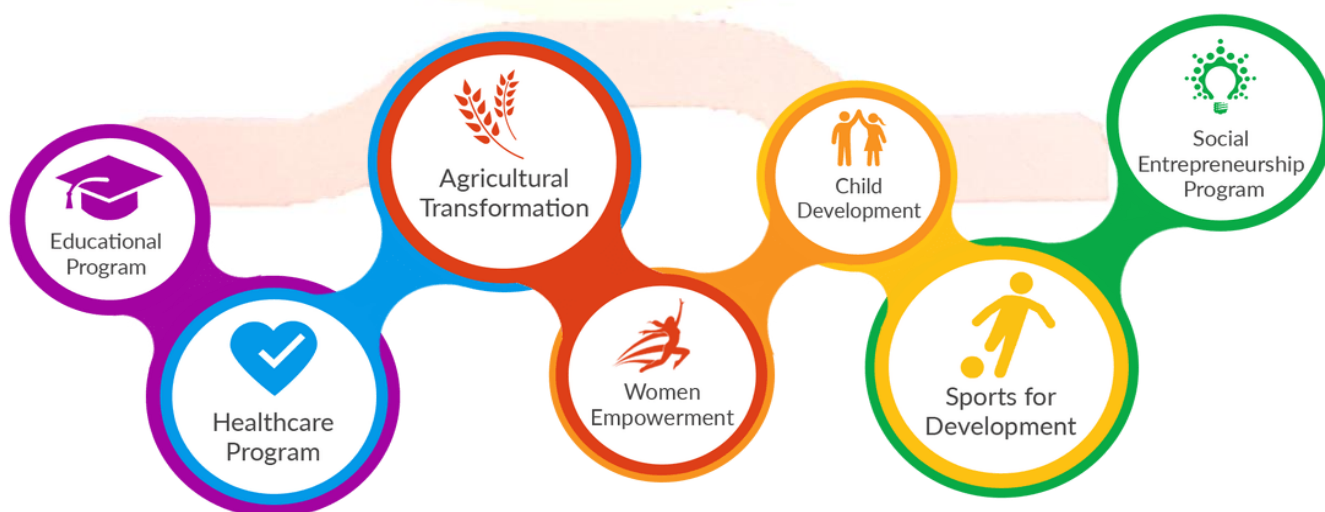 Educational
Program
Healthcare
Program
Agricultural
Transformation
Women
Empowerment
Child
Development
Sports for
Development
Social
Entrepreneurship
Program